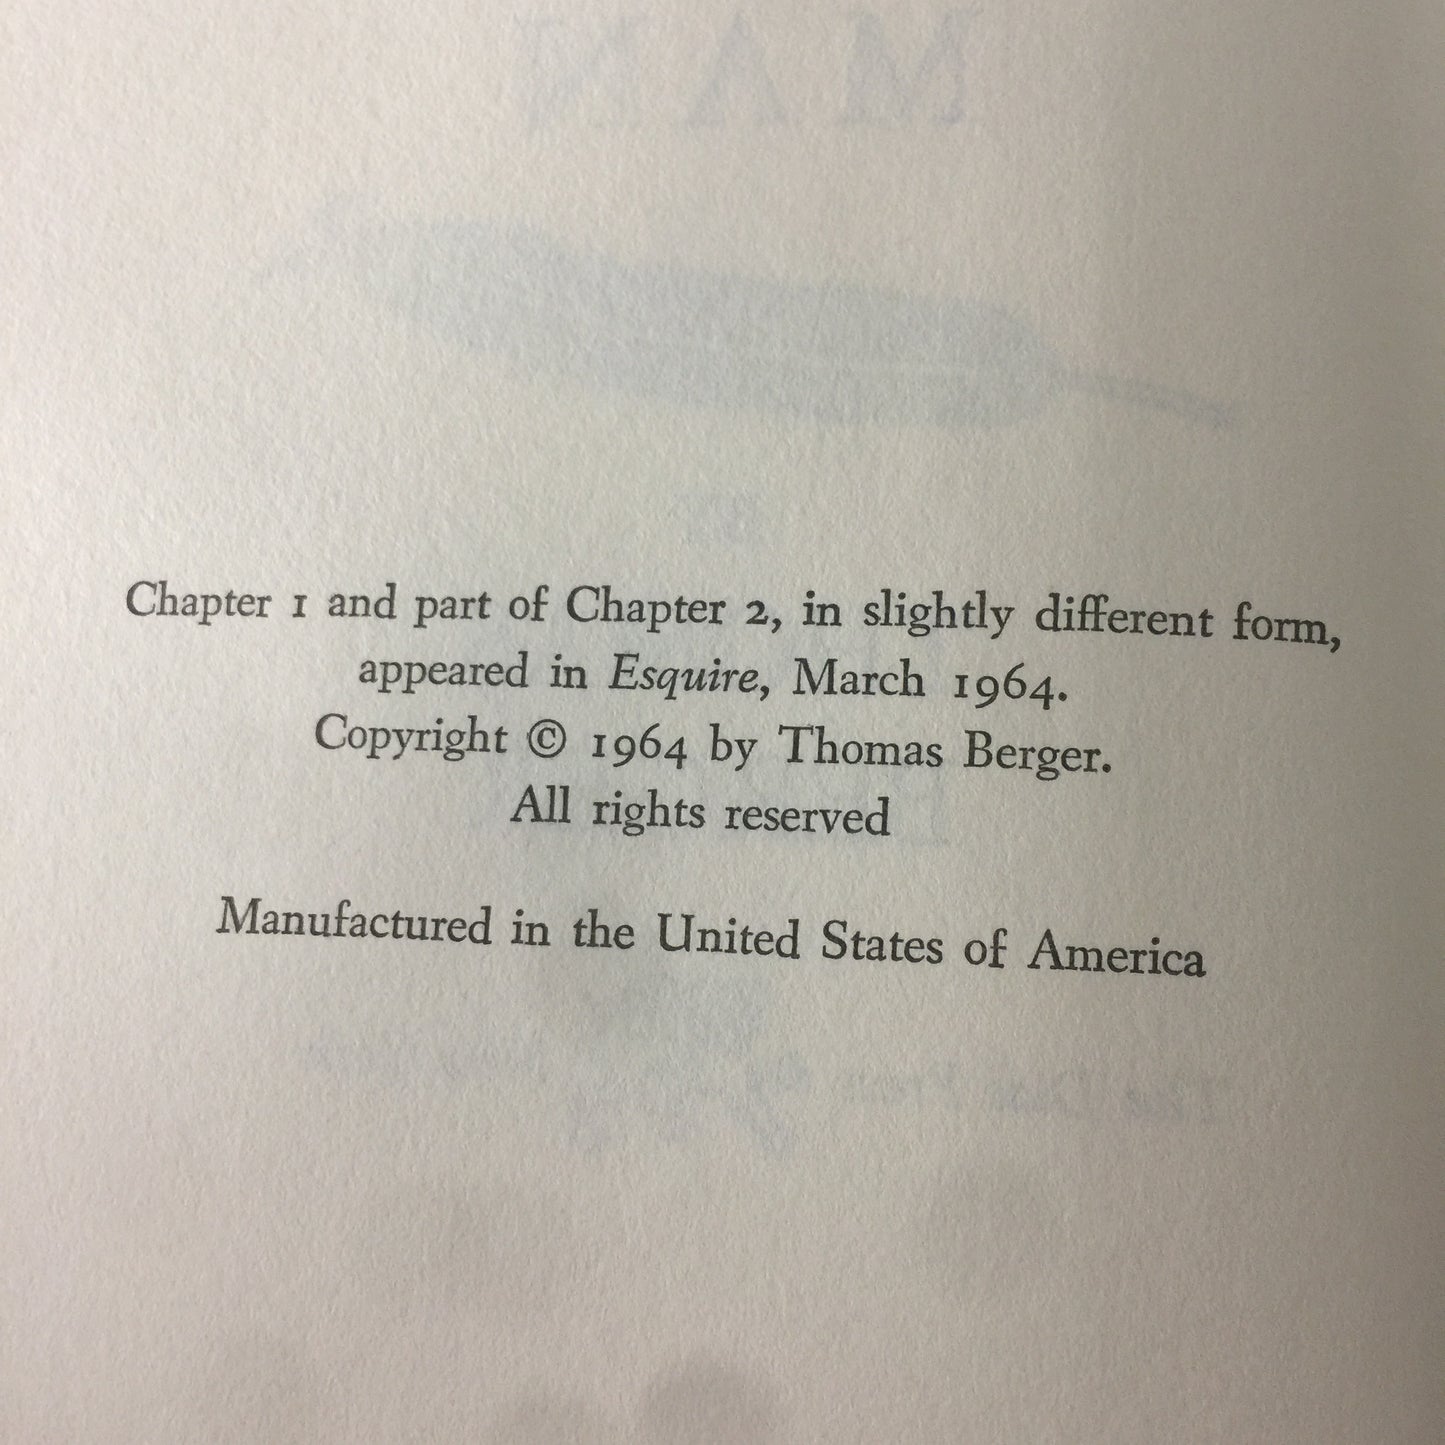 Chapter 1 and part of Chapter 2, in slightly different form,
appeared in Esquire, March 1964.
Copyright © 1964 by Thomas Berger.
All rights reserved
Manufactured in the United States of America